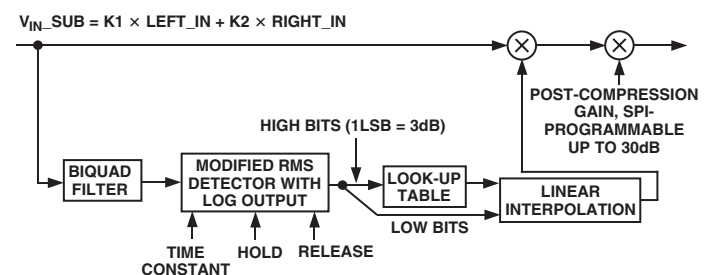 VIN_SUB = K1 × LEFT_IN + K2 × RIGHT_IN
×
×
POST-COMPRESSION
GAIN, SPI-
PROGRAMMABLE
UP TO 30dB
HIGH BITS (1LSB = 3dB)
BIQUAD
FILTER
MODIFIED RMS
DETECTOR WITH
LOG OUTPUT
LOOK-UP
TABLE
LINEAR
INTERPOLATION
LOW BITS
TIME
CONSTANT
HOLD
RELEASE